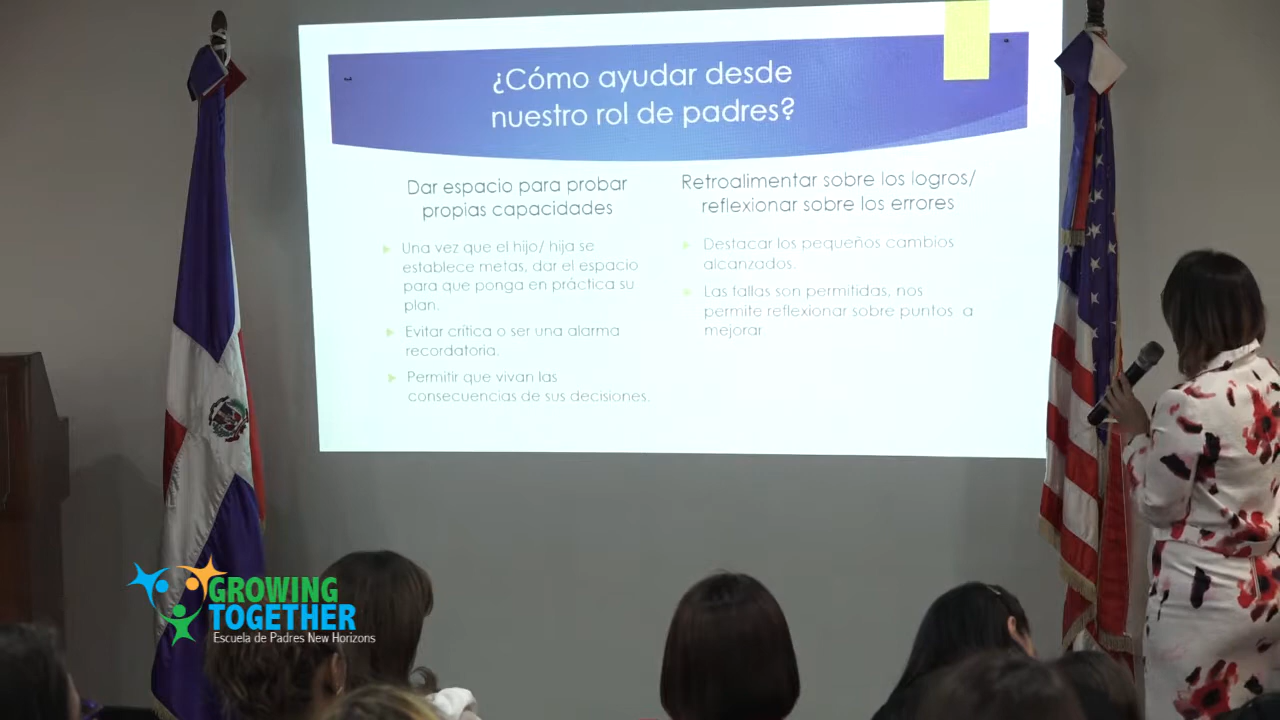 ¿Cómo ayudar desde
nuestro rol de padres?
Dar espacio para probar
propias capacidades
Una vez que el hijo/ hija se
establece metas, dar el espacio
para que ponga en práctica su
plan.
Evitar crítica o ser una alarma
recordatoria.
Permitir que vivan las
consecuencias de sus decisiones.
Retroalimentar sobre los logros/
reflexionar sobre los errores
Destacar los pequeños cambios
alcanzados.
Las fallas son permitidas, nos
permite reflexionar sobre puntos a
mejorar
GROWING
TOGETHER
Escuela de Padres New Horizons